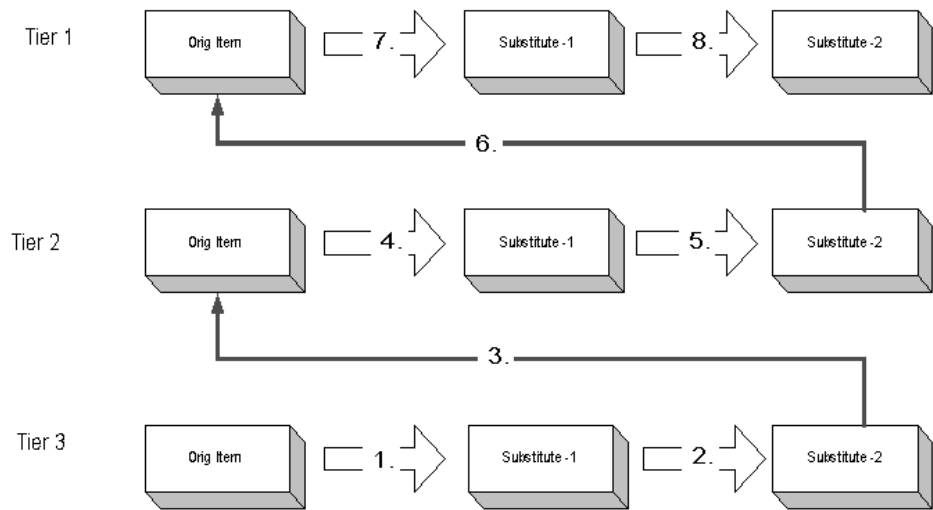 Tier 1
Orig Item
7.
Substitute -1
8.
Substitute -2
6.
Tier 2
Orig Item
4.
Substitute -1
5.
Substitute -2
3.
Tier 3
Orig Item
1.
Substitute -1
2.
Substitute -2